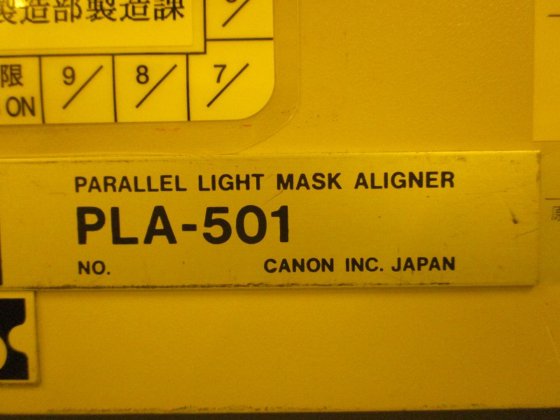 製造部製造課
限
9/
8/
7/
ON
PARALLEL LIGHT MASK ALIGNER
PLA-501
NO.
CANON INC. JAPAN